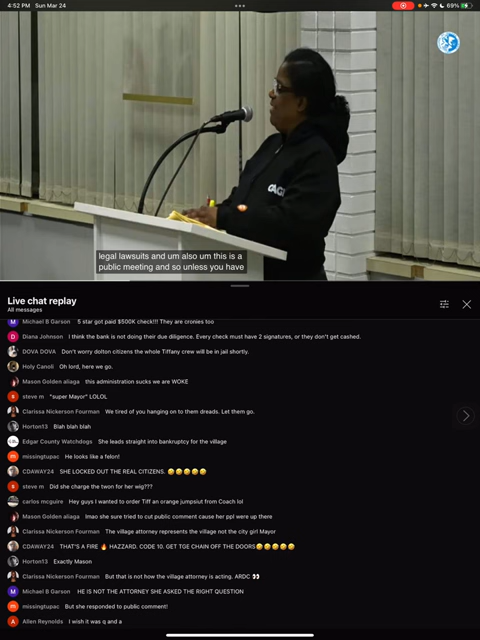 4:52 PM Sun Mar 24
69%
legal lawsuits and um also um this is a
public meeting and so unless you have
Live chat replay
All messages
M Michael B Garson 5 star got paid $500K check!!! They are cronies too
D Diana Johnson I think the bank is not doing their due diligence. Every check must have 2 signatures, or they don't get cashed.
DOVA DOVA Don't worry dolton citizens the whole Tiffany crew will be in jail shortly.
Holy Canoli Oh lord, here we go.
Mason Golden aliaga this administration sucks we are WOKE
s steve m "super Mayor" LOLOL
Clarissa Nickerson Fourman We tired of you hanging on to them dreads. Let them go.
Horton13 Blah blah blah
Edgar County Watchdogs She leads straight into bankruptcy for the village
m missingtupac He looks like a felon!
CDAWAY24 SHE LOCKED OUT THE REAL CITIZENS. 🤣🤣🤣🤣🤣
s steve m Did she charge the twon for her wig???
carlos mcguire Hey guys I wanted to order Tiff an orange jumpsiut from Coach lol
Mason Golden aliaga lmao she sure tried to cut public comment cause her ppl were up there
Clarissa Nickerson Fourman The village attorney represents the village not the city girl Mayor
CDAWAY24 THAT'S A FIRE 🔥 HAZZARD. CODE 10. GET TGE CHAIN OFF THE DOORS🤣🤣🤣🤣🤣
Horton13 Exactly Mason
Clarissa Nickerson Fourman But that is not how the village attorney is acting. ARDC 👀
M Michael B Garson HE IS NOT THE ATTORNEY SHE ASKED THE RIGHT QUESTION
m missingtupac But she responded to public comment!
A Allen Reynolds I wish it was q and a